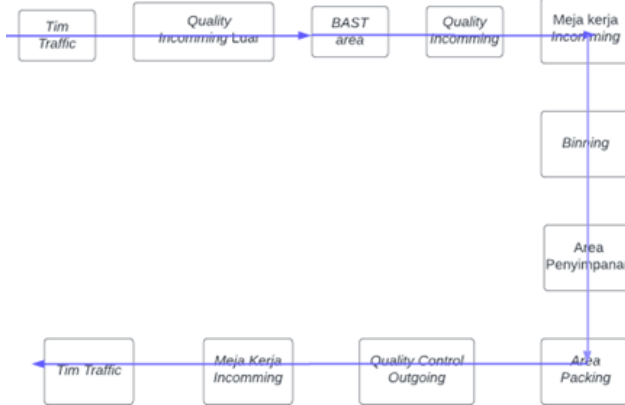 Tim
Traffic
Quality
Incomming Luar
BAST
area
Quality
Incomming
Meja kerja
Incomming
Binning
Area
Penyimpanan
Tim Traffic
Meja Kerja
Incomming
Quality Control
Outgoing
Area
Packing